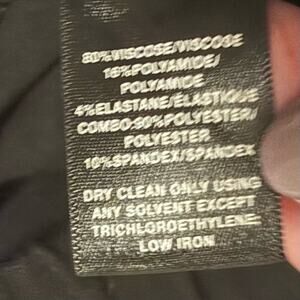 80%VISCOSE/VISCOSE
16%POLYAMIDE/
POLYAMIDE
4%ELASTANE/ÉLASTIQUE
COMBO:90%POLYESTER/
POLYESTER
10%SPANDEX/SPANDEX
DRY CLEAN ONLY USING
ANY SOLVENT EXCEPT
TRICHLOROETHYLENE;
LOW IRON